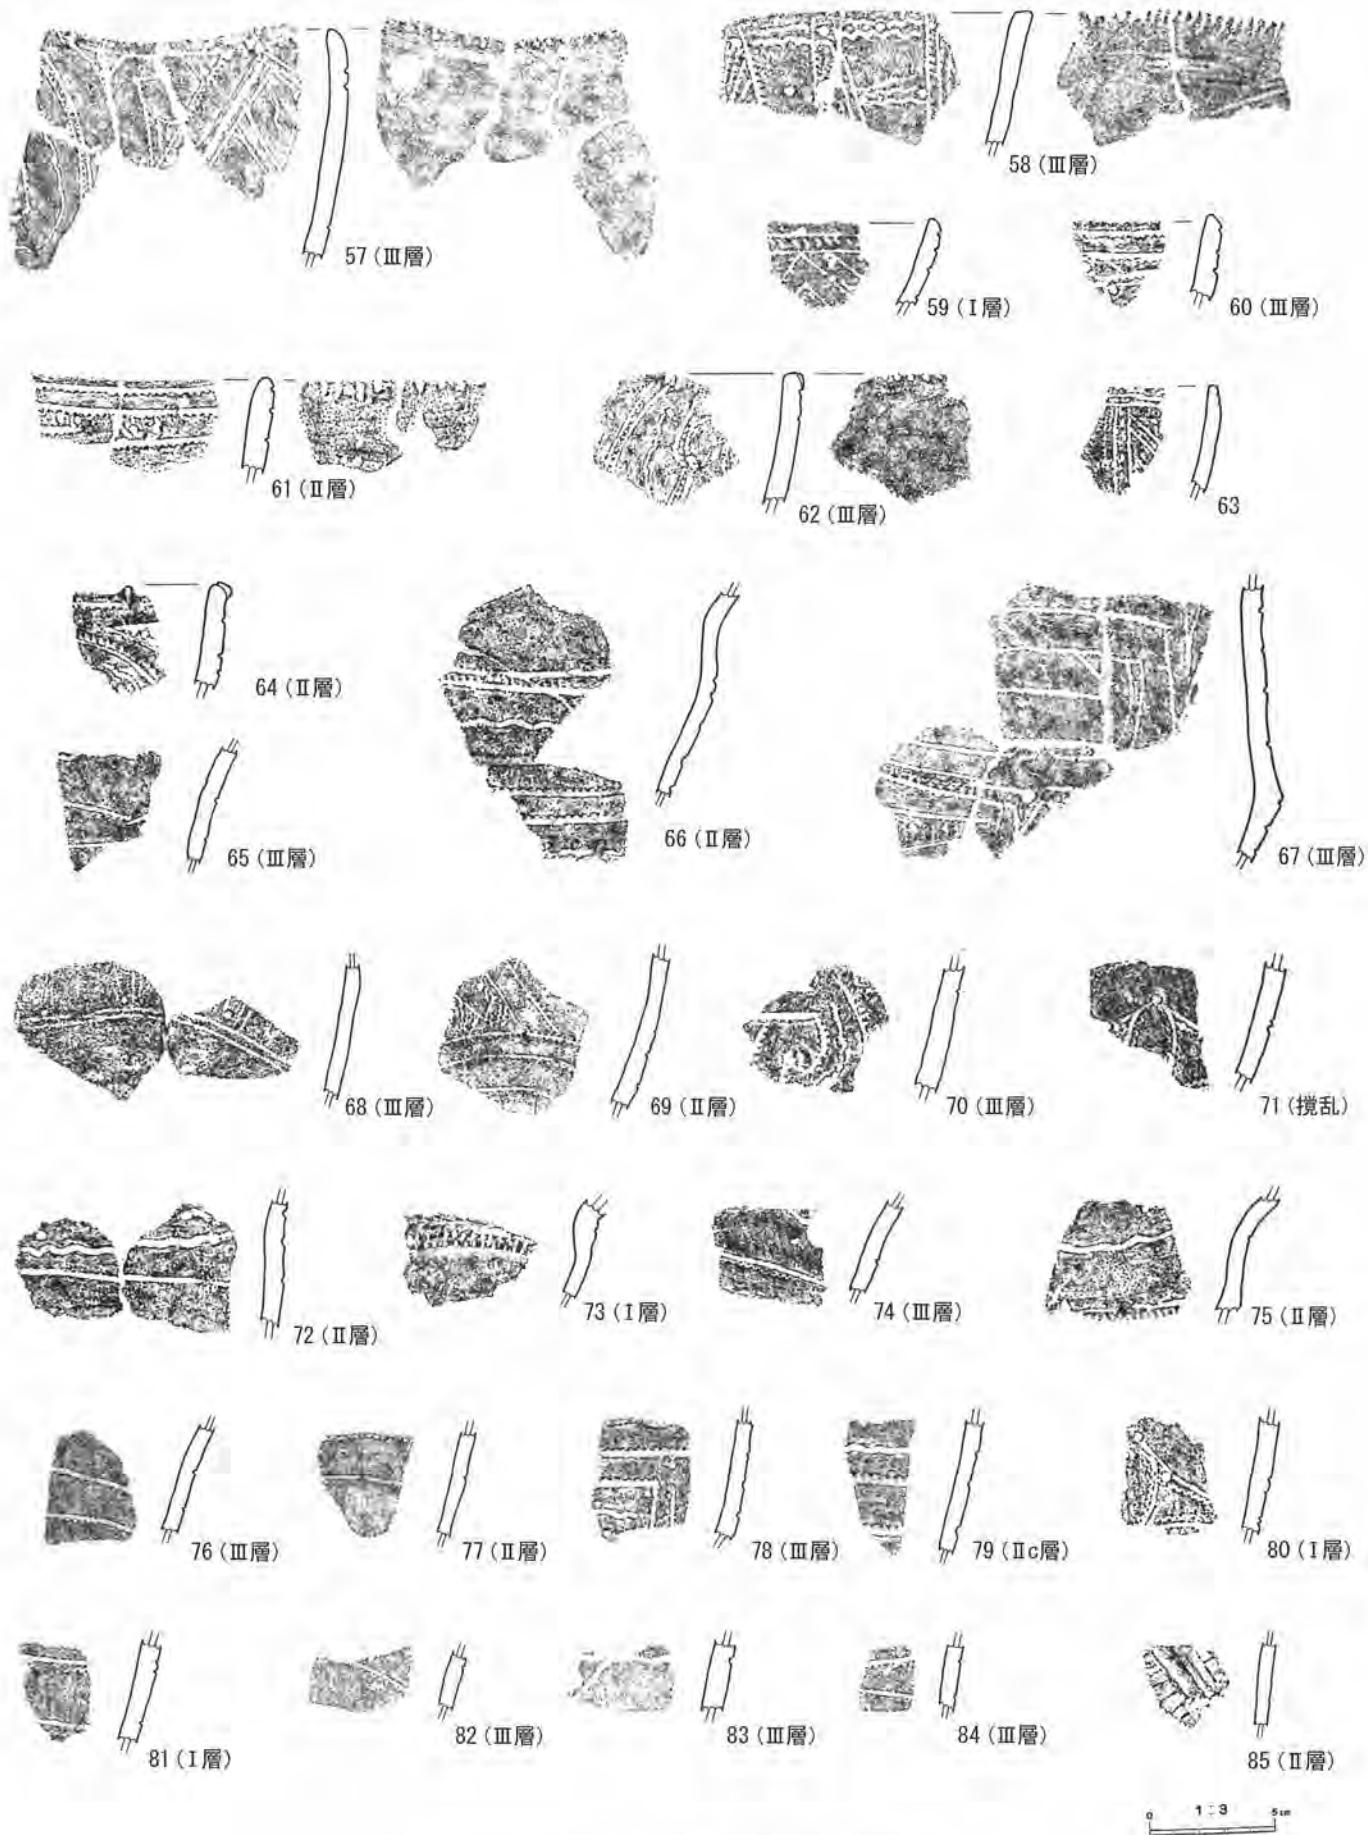 57 (Ⅲ層)
58 (Ⅲ層)
59 (Ⅰ層)
60 (Ⅲ層)
61 (Ⅱ層)
62 (Ⅲ層)
63
64 (Ⅱ層)
65 (Ⅲ層)
66 (Ⅱ層)
67 (Ⅲ層)
68 (Ⅲ層)
69 (Ⅱ層)
70 (Ⅲ層)
71 (撹乱)
72 (Ⅱ層)
73 (Ⅰ層)
74 (Ⅲ層)
75 (Ⅱ層)
76 (Ⅲ層)
77 (Ⅱ層)
78 (Ⅲ層)
79 (Ⅱc層)
80 (Ⅰ層)
81 (Ⅰ層)
82 (Ⅲ層)
83 (Ⅲ層)
84 (Ⅲ層)
85 (Ⅱ層)
0 1:3 5cm